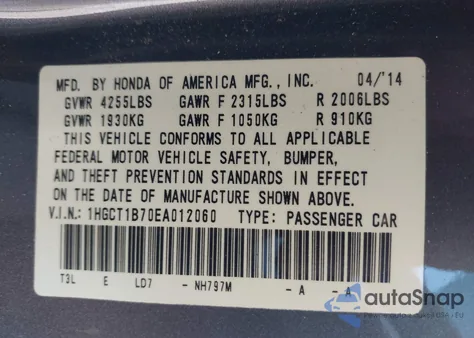 MFD. BY HONDA OF AMERICA MFG., INC. 04/'14
GVWR 4255LBS GAWR F 2315LBS R 2006LBS
GVWR 1930KG GAWR F 1050KG R 910KG
THIS VEHICLE CONFORMS TO ALL APPLICABLE
FEDERAL MOTOR VEHICLE SAFETY, BUMPER,
AND THEFT PREVENTION STANDARDS IN EFFECT
ON THE DATE OF MANUFACTURE SHOWN ABOVE.
V.I.N.: 1HGCT1B70EA012060 TYPE: PASSENGER CAR
T3L E LD7 - NH797M - A - A
autoSnap